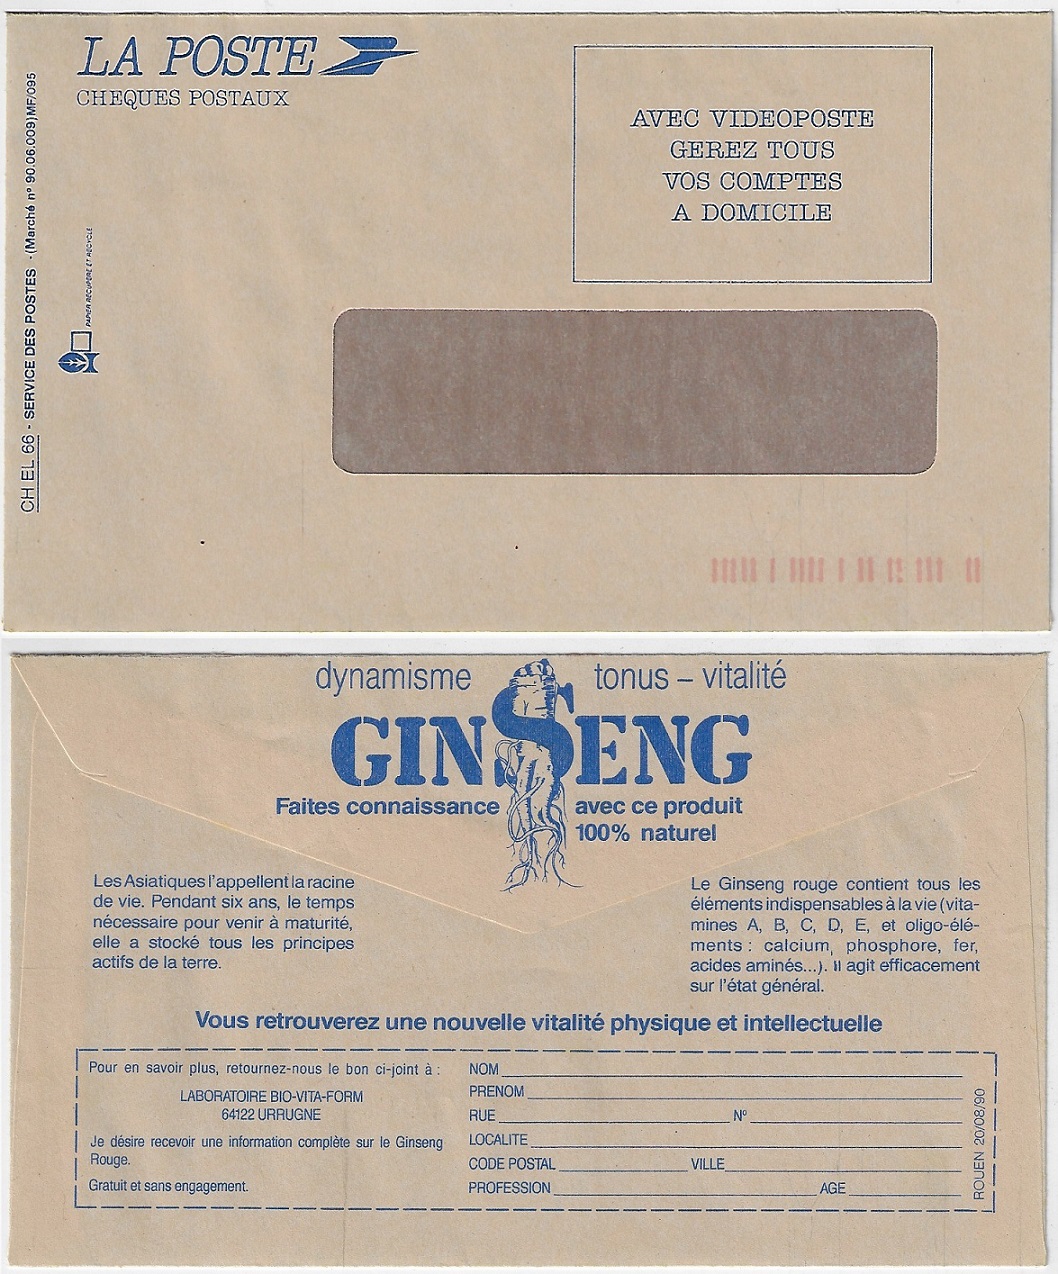 LA POSTE
CHEQUES POSTAUX
AVEC VIDEOPOSTE
GEREZ TOUS
VOS COMPTES
A DOMICILE
CH EL 66 - SERVICE DES POSTES - (Marché nº 90.06.009) MF/095
PAPIER RECUPERE ET RECYCLE
dynamisme tonus – vitalité
GINSENG
Faites connaissance avec ce produit
100% naturel
Les Asiatiques l'appellent la racine
de vie. Pendant six ans, le temps
nécessaire pour venir à maturité,
elle a stocké tous les principes
actifs de la terre.
Le Ginseng rouge contient tous les
éléments indispensables à la vie (vita-
mines A, B, C, D, E, et oligo-élé-
ments : calcium, phosphore, fer,
acides aminés...). Il agit efficacement
sur l'état général.
Vous retrouverez une nouvelle vitalité physique et intellectuelle
Pour en savoir plus, retournez-nous le bon ci-joint à :
LABORATOIRE BIO-VITA-FORM
64122 URRUGNE
Je désire recevoir une information complète sur le Ginseng
Rouge.
Gratuit et sans engagement.
NOM
PRENOM
RUE Nº
LOCALITE
CODE POSTAL VILLE
PROFESSION AGE
ROUEN 20/08/90